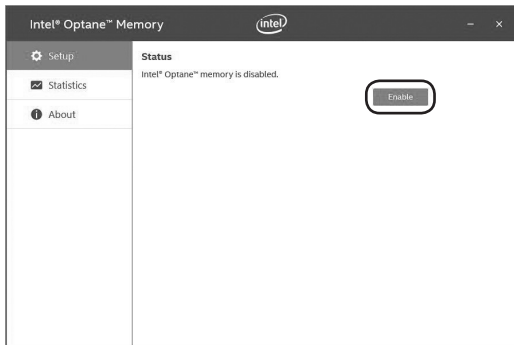 Intel® Optane™ Memory
intel
Setup
Statistics
About
Status
Intel® Optane™ memory is disabled.
Enable